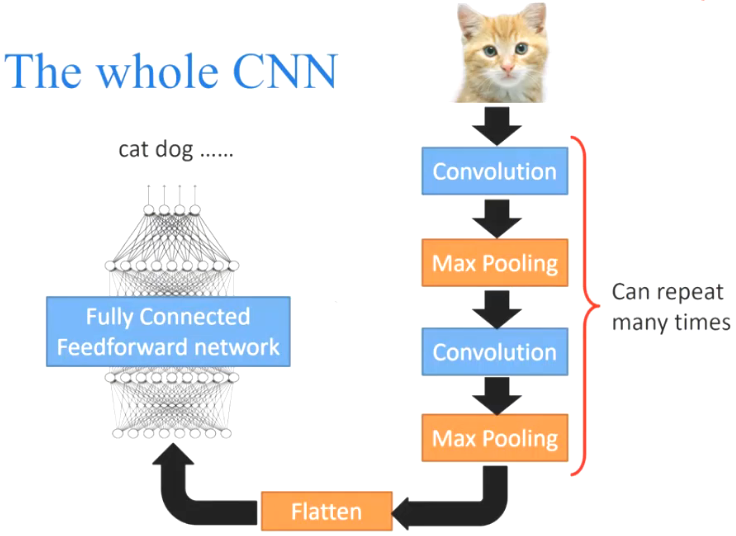 The whole CNN
cat dog ......
Convolution
Max Pooling
Convolution
Max Pooling
Can repeat
many times
Flatten
Fully Connected
Feedforward network